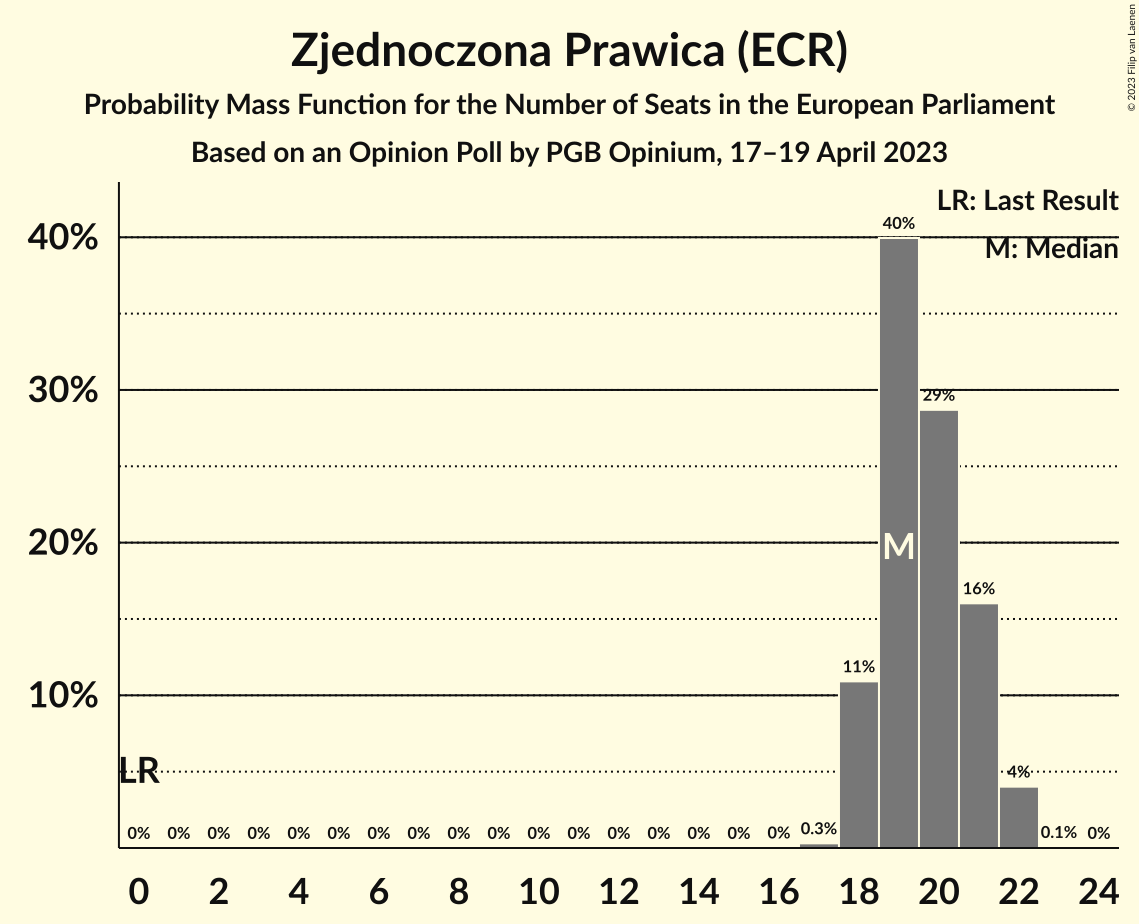 Zjednoczona Prawica (ECR)
Probability Mass Function for the Number of Seats in the European Parliament
Based on an Opinion Poll by PGB Opinium, 17–19 April 2023
© 2023 Filip van Laenen
LR: Last Result
M: Median
40%
30%
20%
10%
40%
29%
M
16%
11%
LR
4%
0% 0% 0% 0% 0% 0% 0% 0% 0% 0% 0% 0% 0% 0% 0% 0% 0% 0.3% 0.1% 0%
0 2 4 6 8 10 12 14 16 18 20 22 24